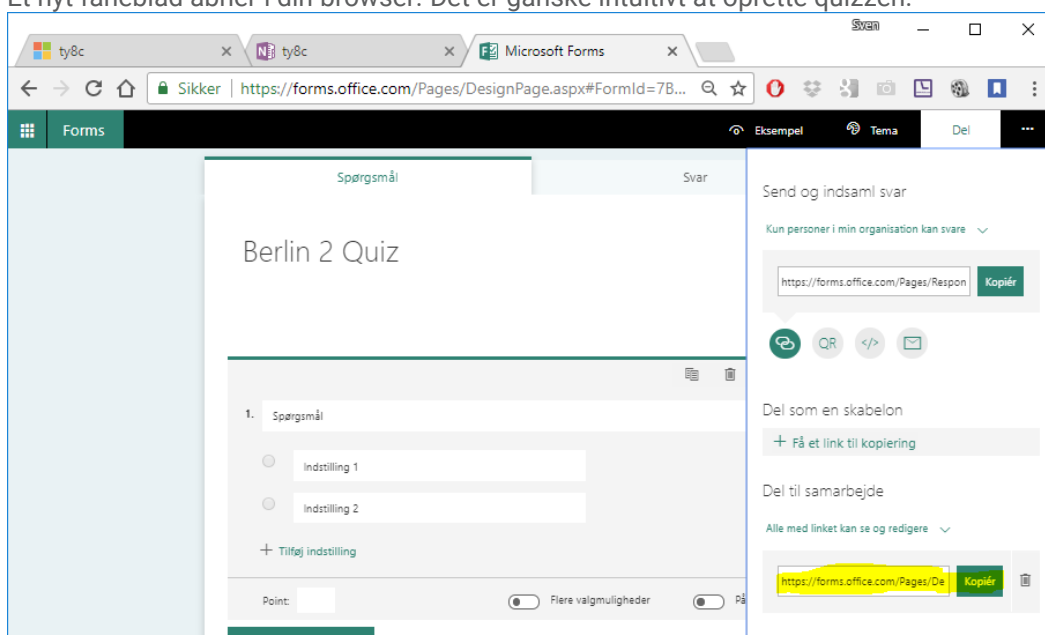 Et nyt faneblad åbner i din browser. Det er ganske intuitivt at oprette quizzen.
Sven
ty8c
ty8c
Microsoft Forms
Sikker
https://forms.office.com/Pages/DesignPage.aspx#FormId=7B...
Forms
Eksempel
Tema
Del
Spørgsmål
Svar
Send og indsaml svar
Kun personer i min organisation kan svare
Berlin 2 Quiz
https://forms.office.com/Pages/Respon
Kopiér
QR
</>
Del som en skabelon
1. Spørgsmål
+ Få et link til kopiering
Indstilling 1
Del til samarbejde
Indstilling 2
Alle med linket kan se og redigere
+ Tilføj indstilling
https://forms.office.com/Pages/De
Kopiér
Point:
Flere valgmuligheder
På